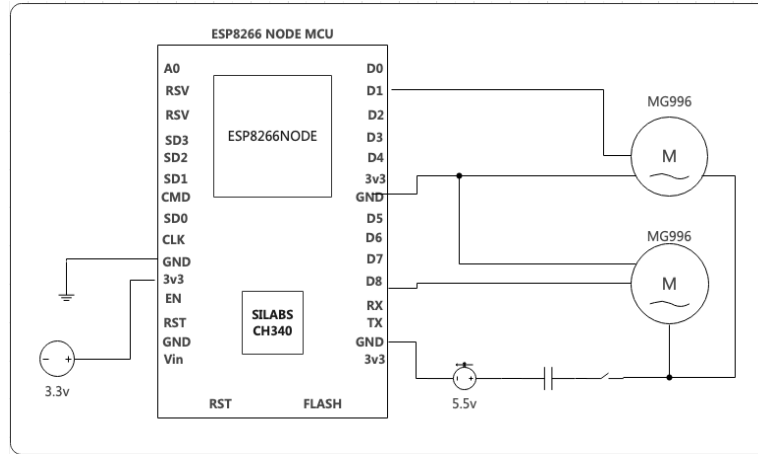 ESP8266 NODE MCU
A0
RSV
RSV
SD3
SD2
SD1
CMD
SD0
CLK
GND
3v3
EN
RST
GND
Vin
ESP8266NODE
SILABS
CH340
RST
FLASH
D0
D1
D2
D3
D4
3v3
GND
D5
D6
D7
D8
RX
TX
GND
3v3
MG996
M
MG996
M
- +
3.3v
- +
5.5v